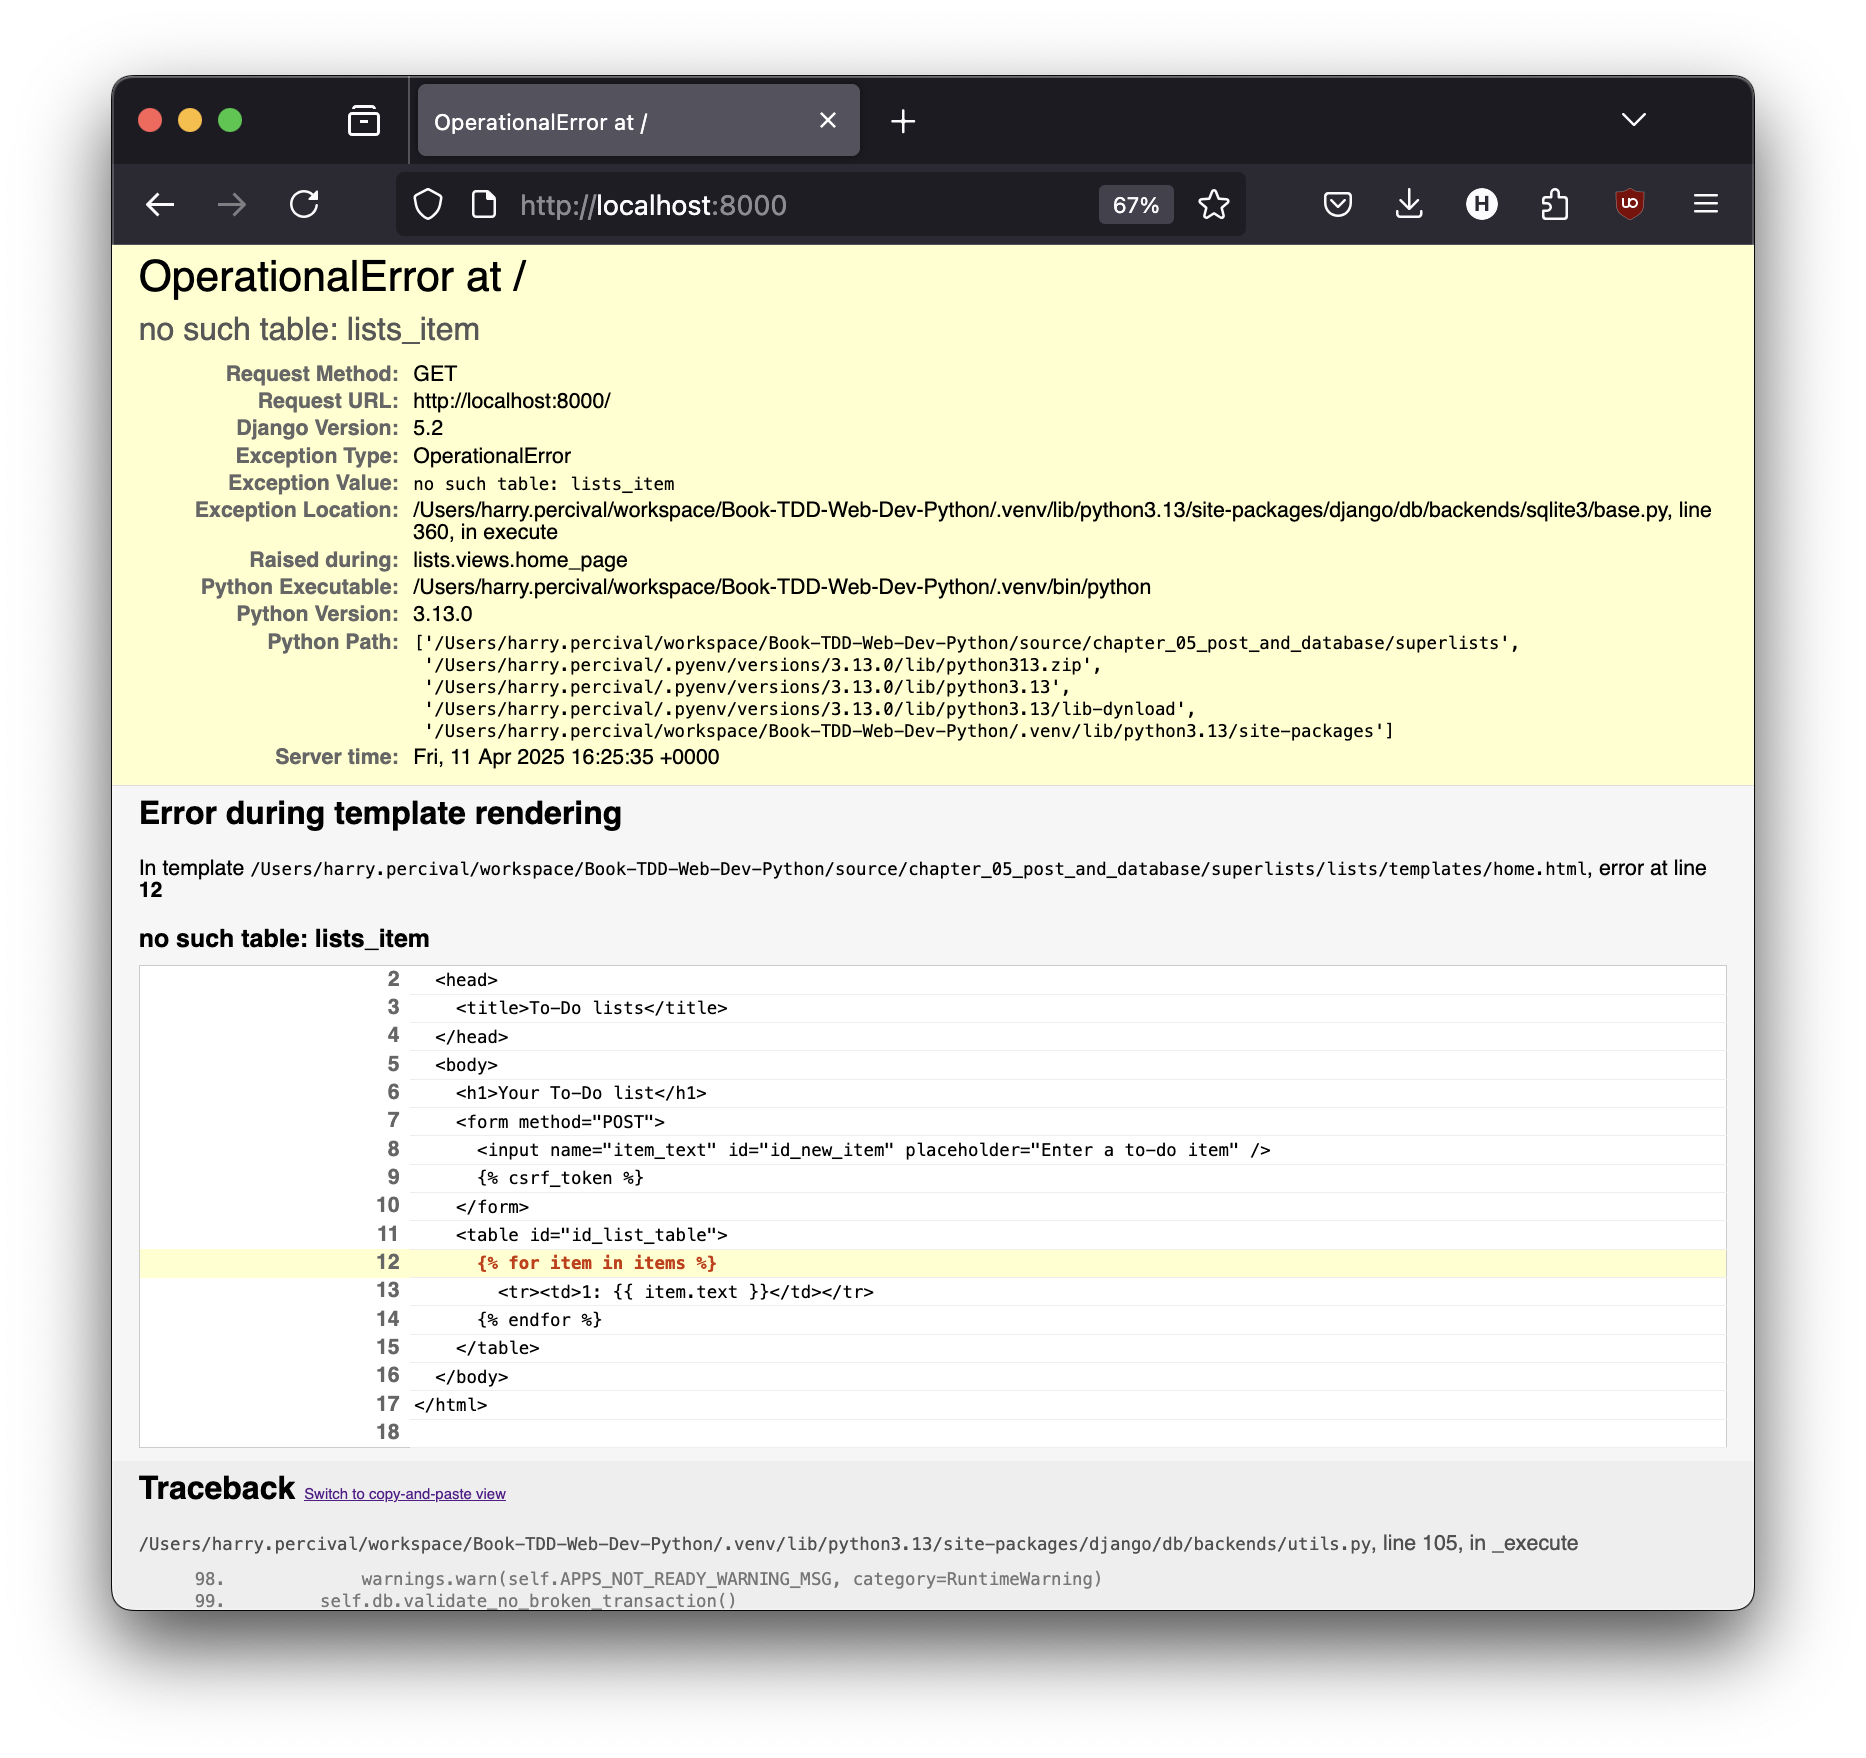 OperationalError at /
http://localhost:8000
67%
H
UO
OperationalError at /
no such table: lists_item
Request Method: GET
Request URL: http://localhost:8000/
Django Version: 5.2
Exception Type: OperationalError
Exception Value: no such table: lists_item
Exception Location: /Users/harry.percival/workspace/Book-TDD-Web-Dev-Python/.venv/lib/python3.13/site-packages/django/db/backends/sqlite3/base.py, line
360, in execute
Raised during: lists.views.home_page
Python Executable: /Users/harry.percival/workspace/Book-TDD-Web-Dev-Python/.venv/bin/python
Python Version: 3.13.0
Python Path: ['/Users/harry.percival/workspace/Book-TDD-Web-Dev-Python/source/chapter_05_post_and_database/superlists',
'/Users/harry.percival/.pyenv/versions/3.13.0/lib/python313.zip',
'/Users/harry.percival/.pyenv/versions/3.13.0/lib/python3.13',
'/Users/harry.percival/.pyenv/versions/3.13.0/lib/python3.13/lib-dynload',
'/Users/harry.percival/workspace/Book-TDD-Web-Dev-Python/.venv/lib/python3.13/site-packages']
Server time: Fri, 11 Apr 2025 16:25:35 +0000
Error during template rendering
In template /Users/harry.percival/workspace/Book-TDD-Web-Dev-Python/source/chapter_05_post_and_database/superlists/lists/templates/home.html, error at line
12
no such table: lists_item
2 <head>
3 <title>To-Do lists</title>
4 </head>
5 <body>
6 <h1>Your To-Do list</h1>
7 <form method="POST">
8 <input name="item_text" id="id_new_item" placeholder="Enter a to-do item" />
9 {% csrf_token %}
10 </form>
11 <table id="id_list_table">
12 {% for item in items %}
13 <tr><td>1: {{ item.text }}</td></tr>
14 {% endfor %}
15 </table>
16 </body>
17 </html>
18
Traceback Switch to copy-and-paste view
/Users/harry.percival/workspace/Book-TDD-Web-Dev-Python/.venv/lib/python3.13/site-packages/django/db/backends/utils.py, line 105, in _execute
98. warnings.warn(self.APPS_NOT_READY_WARNING_MSG, category=RuntimeWarning)
99. self.db.validate_no_broken_transaction()